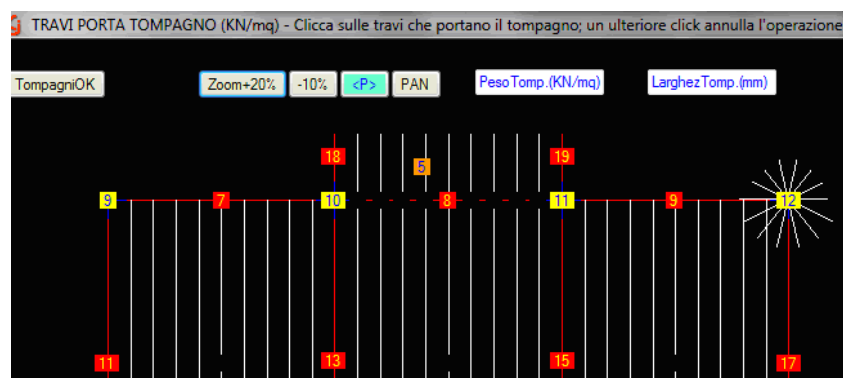 TRAVI PORTA TOMPAGNO (KN/mq) - Clicca sulle travi che portano il tompagno; un ulteriore click annulla l'operazione
TompagniOK Zoom+20% -10% <P> PAN PesoTomp.(KN/mq) LarghezTomp.(mm)
18 5 19
9 7 10 8 11 9 12
11 13 15 17